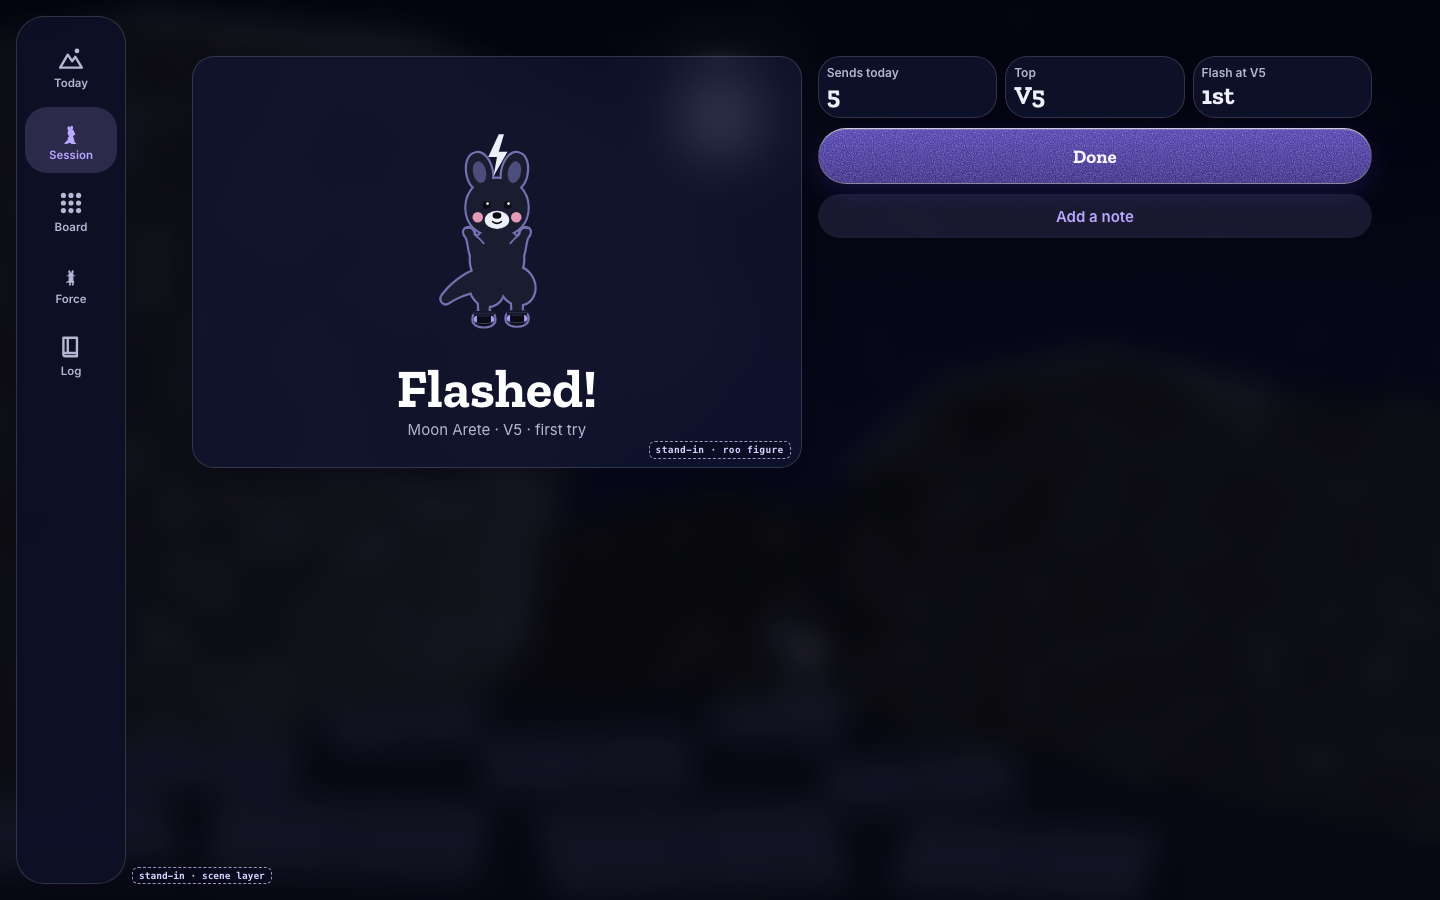 Today
Session
Board
Force
Log
Flashed!
Moon Arete · V5 · first try
stand-in · roo figure
Sends today
5
Top
V5
Flash at V5
1st
Done
Add a note
stand-in · scene layer